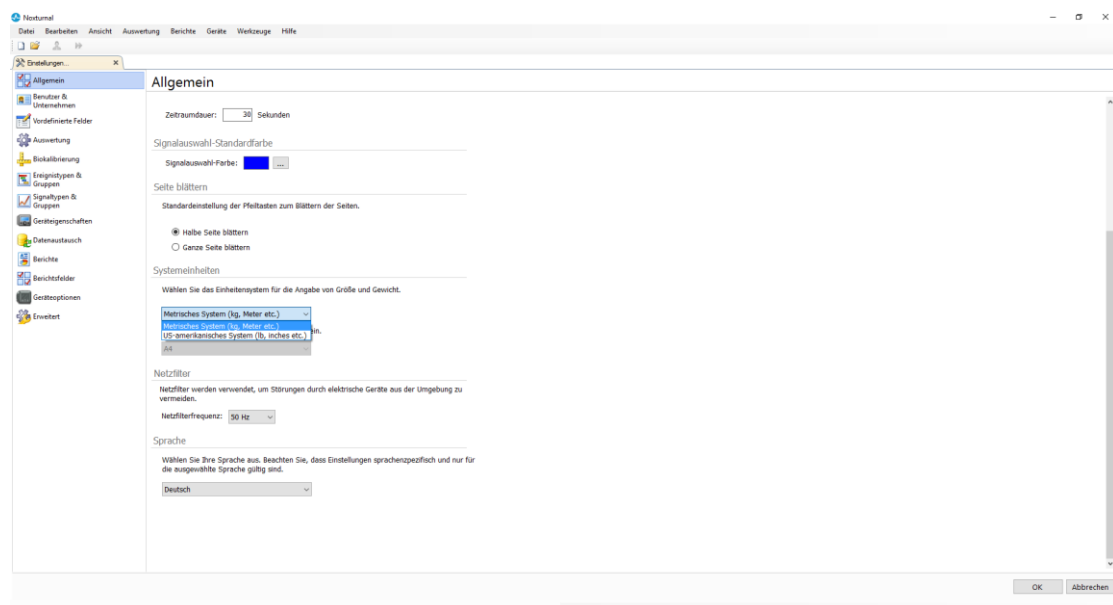 Noxturnal
Datei Bearbeiten Ansicht Auswertung Berichte Geräte Werkzeuge Hilfe
Einstellungen...
Allgemein
Benutzer &
Unternehmen
Vordefinierte Felder
Auswertung
Biokalibrierung
Ereignistypen &
Gruppen
Signaltypen &
Gruppen
Geräteigenschaften
Datenaustausch
Berichte
Berichtsfelder
Geräteoptionen
Erweitert
Allgemein
Zeitraumdauer: 30 Sekunden
Signalauswahl-Standardfarbe
Signalauswahl-Farbe: ...
Seite blättern
Standardeinstellung der Pfeiltasten zum Blättern der Seiten.
Halbe Seite blättern
Ganze Seite blättern
Systemeinheiten
Wählen Sie das Einheitensystem für die Angabe von Größe und Gewicht.
Metrisches System (kg, Meter etc.)
Metrisches System (kg, Meter etc.)
US-amerikanisches System (lb, inches etc.)
ein.
A4
Netzfilter
Netzfilter werden verwendet, um Störungen durch elektrische Geräte aus der Umgebung zu
vermeiden.
Netzfilterfrequenz: 50 Hz
Sprache
Wählen Sie Ihre Sprache aus. Beachten Sie, dass Einstellungen sprachenzpezifisch und nur für
die ausgewählte Sprache gültig sind.
Deutsch
OK Abbrechen